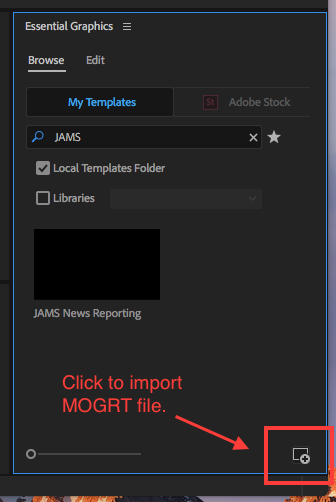 Essential Graphics
Browse Edit
My Templates St Adobe Stock
JAMS
Local Templates Folder
Libraries
JAMS News Reporting
Click to import
MOGRT file.